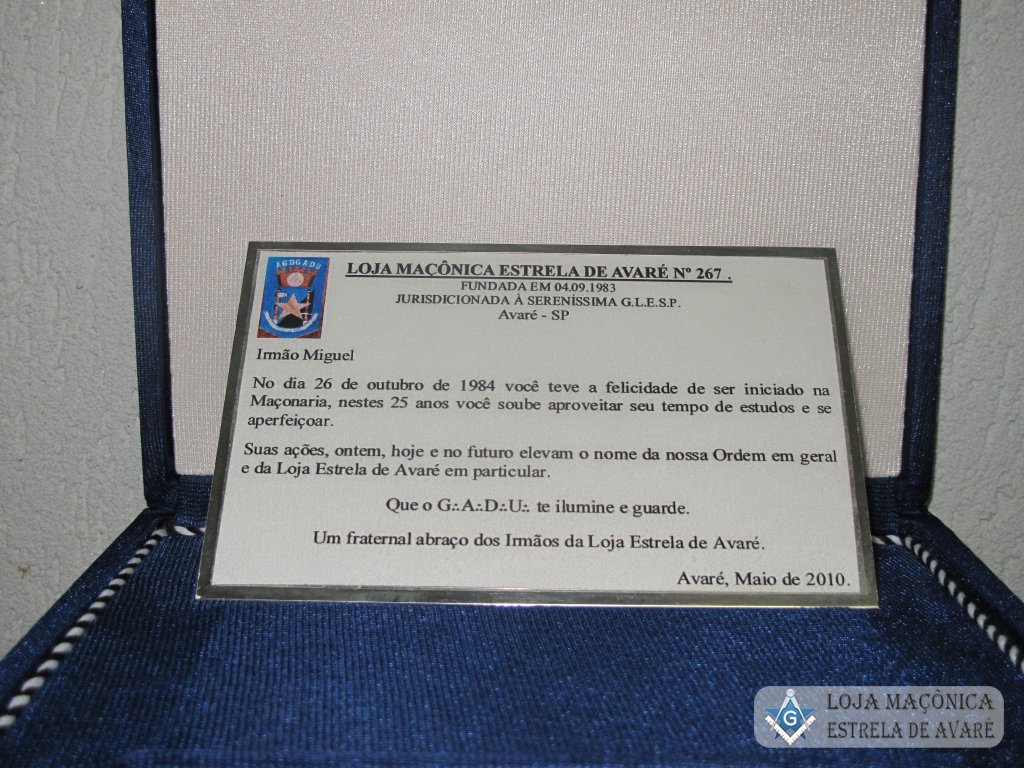 AGDGADU
LOJA MAÇÔNICA ESTRELA DE AVARÉ Nº 267 .
FUNDADA EM 04.09.1983
JURISDICIONADA À SERENÍSSIMA G.L.E.S.P.
Avaré - SP
Irmão Miguel
No dia 26 de outubro de 1984 você teve a felicidade de ser iniciado na
Maçonaria, nestes 25 anos você soube aproveitar seu tempo de estudos e se
aperfeiçoar.
Suas ações, ontem, hoje e no futuro elevam o nome da nossa Ordem em geral
e da Loja Estrela de Avaré em particular.
Que o G∴A∴D∴U∴ te ilumine e guarde.
Um fraternal abraço dos Irmãos da Loja Estrela de Avaré.
Avaré, Maio de 2010.
G
LOJA MAÇÔNICA
ESTRELA DE AVARÉ